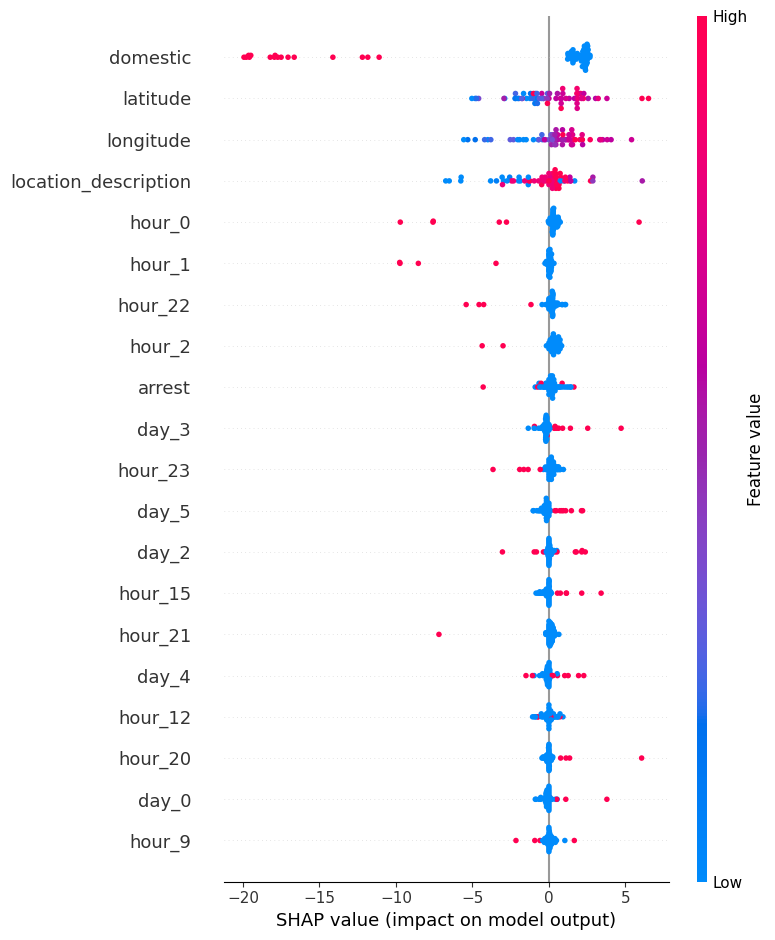 High
domestic
latitude
longitude
location_description
hour_0
hour_1
hour_22
hour_2
arrest
day_3
hour_23
day_5
day_2
hour_15
hour_21
day_4
hour_12
hour_20
day_0
hour_9
Feature value
Low
−20 −15 −10 −5 0 5
SHAP value (impact on model output)